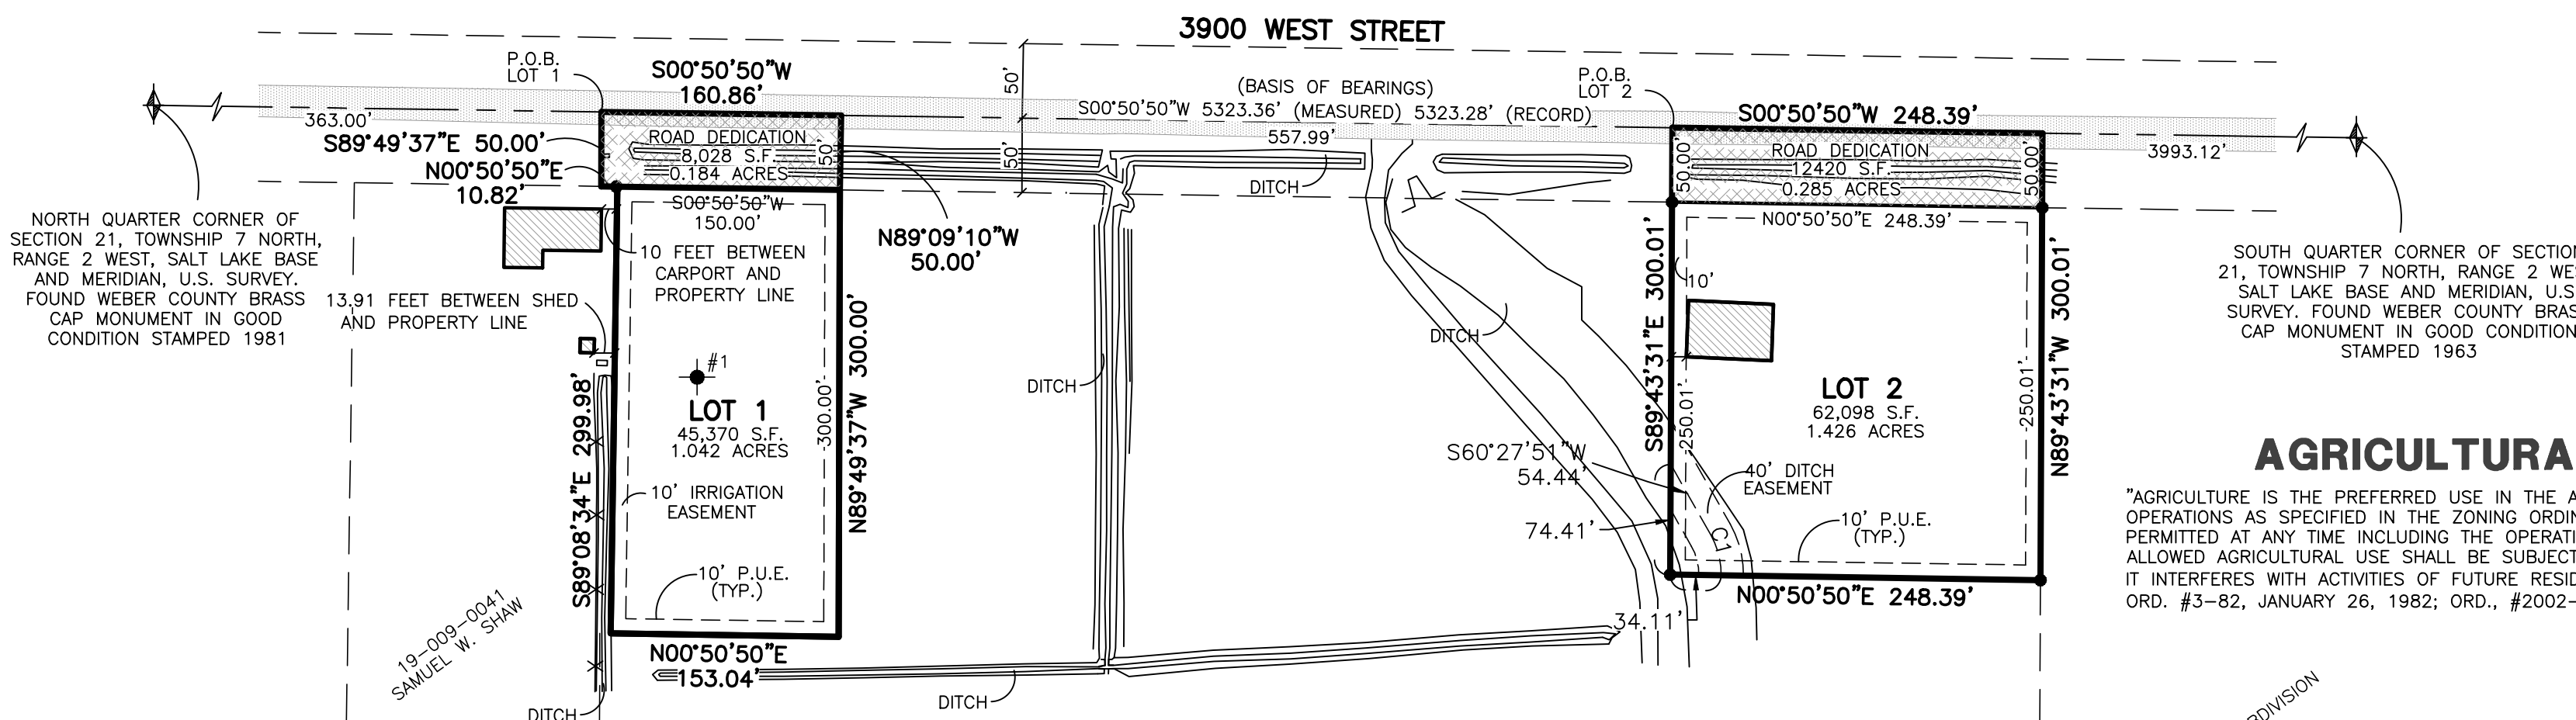 3900 WEST STREET
P.O.B.
LOT 1
S00°50'50"W
160.86'
50'
50'
(BASIS OF BEARINGS)
S00°50'50"W 5323.36' (MEASURED) 5323.28' (RECORD)
557.99'
P.O.B.
LOT 2
S00°50'50"W 248.39'
363.00'
3993.12'
S89°49'37"E 50.00'
N00°50'50"E
10.82'
ROAD DEDICATION
8,028 S.F.
0.184 ACRES
50'
S00°50'50"W
150.00'
N89°09'10"W
50.00'
DITCH
ROAD DEDICATION
12420 S.F.
0.285 ACRES
50.00'
50.00'
N00°50'50"E 248.39'
NORTH QUARTER CORNER OF
SECTION 21, TOWNSHIP 7 NORTH,
RANGE 2 WEST, SALT LAKE BASE
AND MERIDIAN, U.S. SURVEY.
FOUND WEBER COUNTY BRASS
CAP MONUMENT IN GOOD
CONDITION STAMPED 1981
10 FEET BETWEEN
CARPORT AND
PROPERTY LINE
13.91 FEET BETWEEN SHED
AND PROPERTY LINE
#1
LOT 1
45,370 S.F.
1.042 ACRES
300.00'
N89°49'37"W 300.00'
S89°08'34"E 299.98'
10' IRRIGATION
EASEMENT
10' P.U.E.
(TYP.)
N00°50'50"E
153.04'
19-009-0041
SAMUEL W. SHAW
DITCH
DITCH
DITCH
DITCH
S89°43'31"E 300.01'
250.01'
10'
LOT 2
62,098 S.F.
1.426 ACRES
250.01'
N89°43'31"W 300.01'
S60°27'51"W
54.44'
74.41'
40' DITCH
EASEMENT
C1
10' P.U.E.
(TYP.)
34.11'
N00°50'50"E 248.39'
SOUTH QUARTER CORNER OF SECTION
21, TOWNSHIP 7 NORTH, RANGE 2 WE
SALT LAKE BASE AND MERIDIAN, U.S
SURVEY. FOUND WEBER COUNTY BRAS
CAP MONUMENT IN GOOD CONDITION
STAMPED 1963
AGRICULTURA
"AGRICULTURE IS THE PREFERRED USE IN THE A
OPERATIONS AS SPECIFIED IN THE ZONING ORDIN
PERMITTED AT ANY TIME INCLUDING THE OPERATI
ALLOWED AGRICULTURAL USE SHALL BE SUBJECT
IT INTERFERES WITH ACTIVITIES OF FUTURE RESID
ORD. #3-82, JANUARY 26, 1982; ORD., #2002-
BDIVISION